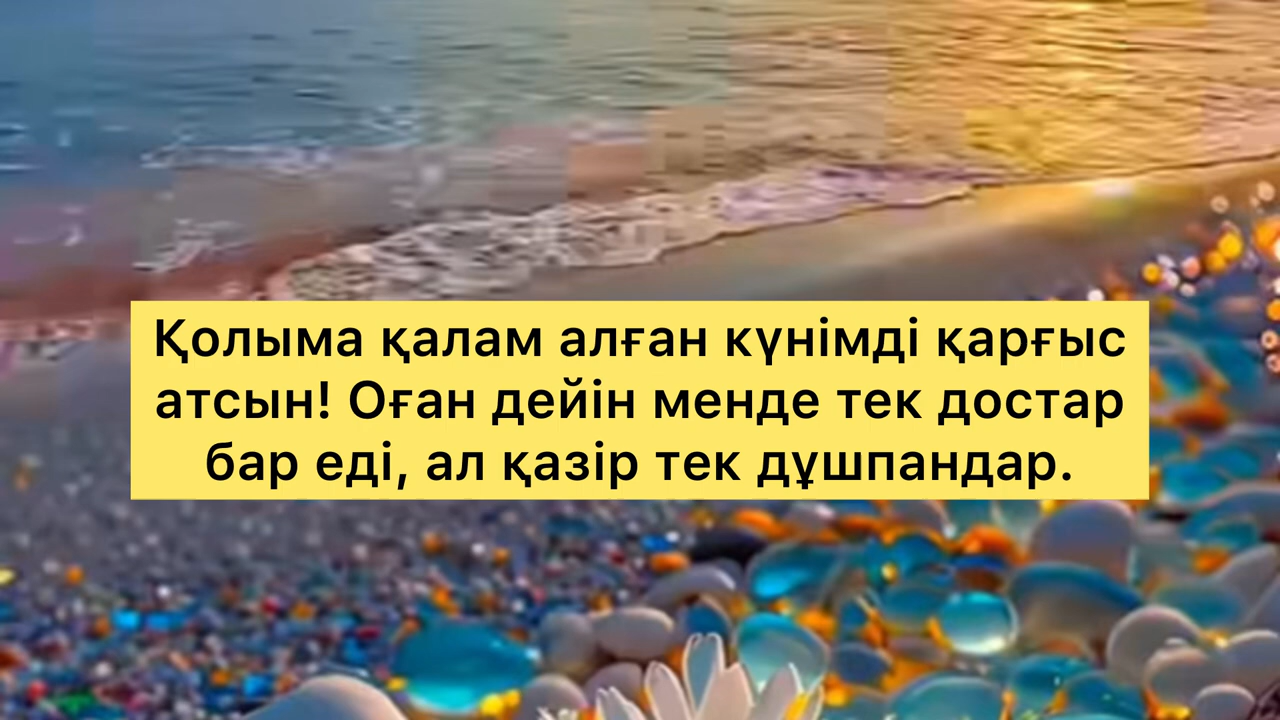 Қолыма қалам алған күнімді қарғыс
атсын! Оған дейін менде тек достар
бар еді, ал қазір тек дұшпандар.